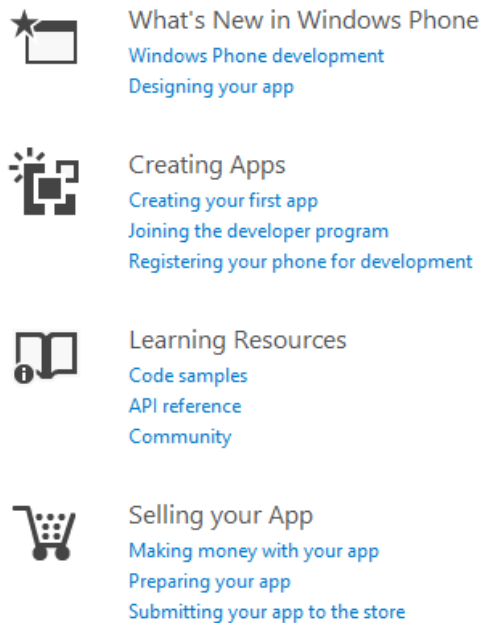 What's New in Windows Phone
Windows Phone development
Designing your app
Creating Apps
Creating your first app
Joining the developer program
Registering your phone for development
Learning Resources
Code samples
API reference
Community
Selling your App
Making money with your app
Preparing your app
Submitting your app to the store